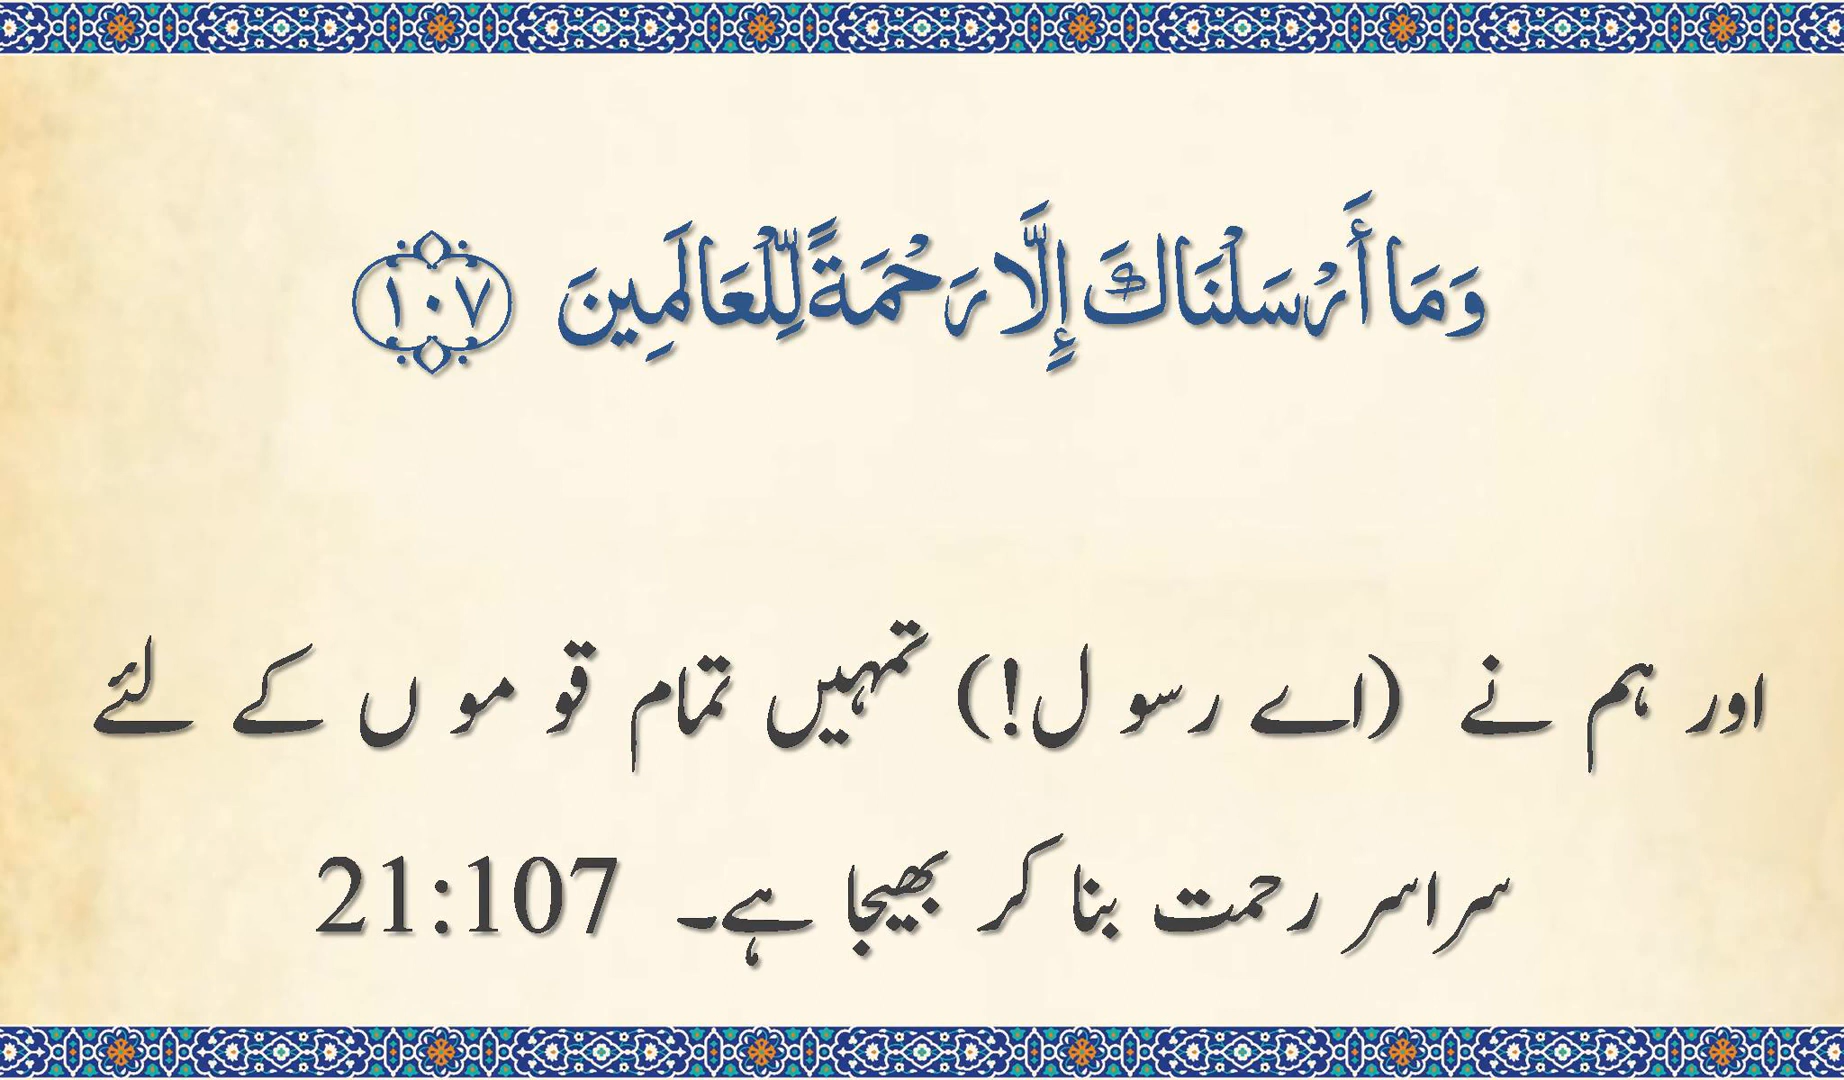 وَمَا أَرْسَلْنَاكَ إِلَّا رَحْمَةً لِّلْعَالَمِينَ ﴿١٠٧﴾
اور ہم نے (اے رسول!) تمہیں تمام قوموں کے لئے
سراسر رحمت بنا کر بھیجا ہے۔ 21:107